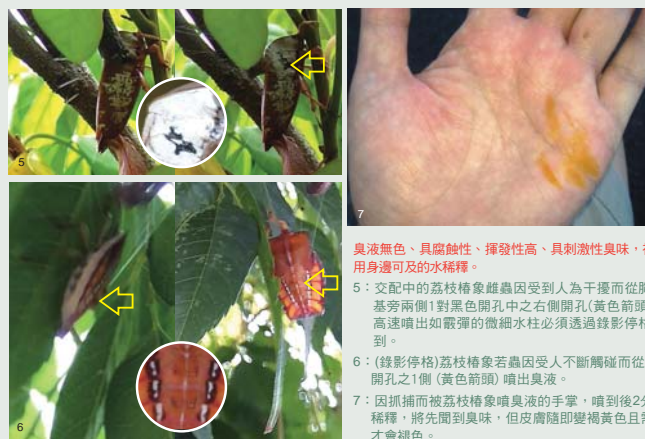 5
6
7
臭液無色、具腐蝕性、揮發性高、具刺激性臭味，在
用身邊可及的水稀釋。
5：交配中的荔枝椿象雌蟲因受到人為干擾而從腳
基旁兩側1對黑色開孔中之右側開孔(黃色箭頭
高速噴出如霰彈的微細水柱必須透過錄影停格
到。
6：(錄影停格)荔枝椿象若蟲因受人不斷觸碰而從
開孔之1側 (黃色箭頭) 噴出臭液。
7：因抓捕而被荔枝椿象噴臭液的手掌，噴到後2分
稀釋，將先聞到臭味，但皮膚隨即變褐黃色且需
才會褪色。